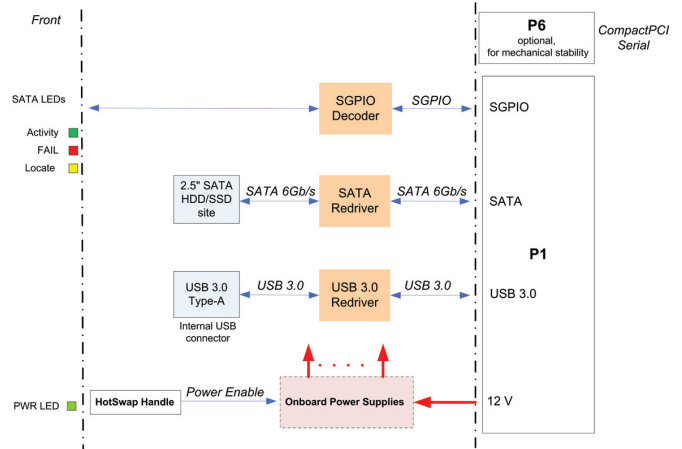 Front
P6
optional,
for mechanical stability
CompactPCI
Serial
SATA LEDs
SGPIO
Decoder
SGPIO
SGPIO
Activity
FAIL
Locate
2.5" SATA
HDD/SSD
site
SATA 6Gb/s
SATA
Redriver
SATA 6Gb/s
SATA
P1
USB 3.0
Type-A
USB 3.0
USB 3.0
Redriver
USB 3.0
USB 3.0
Internal USB
connector
PWR LED
HotSwap Handle
Power Enable
Onboard Power Supplies
12 V